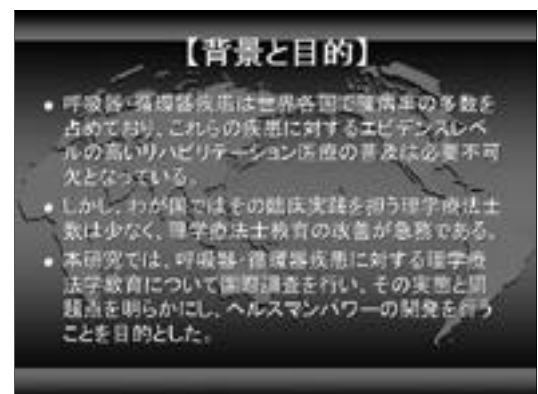 【背景と目的】
● 呼吸器・循環器疾患は世界各国で罹病率の多数を
占めており、これらの疾患に対するエビデンスレベ
ルの高いリハビリテーション医療の普及は必要不可
欠となっている。
● しかし、わが国ではその臨床実践を担う理学療法士
数は少なく、理学療法士教育の改善が急務である。
● 本研究では、呼吸器・循環器疾患に対する理学療
法学教育について国際調査を行い、その実態と問
題点を明らかにし、ヘルスマンパワーの開発を行う
ことを目的とした。